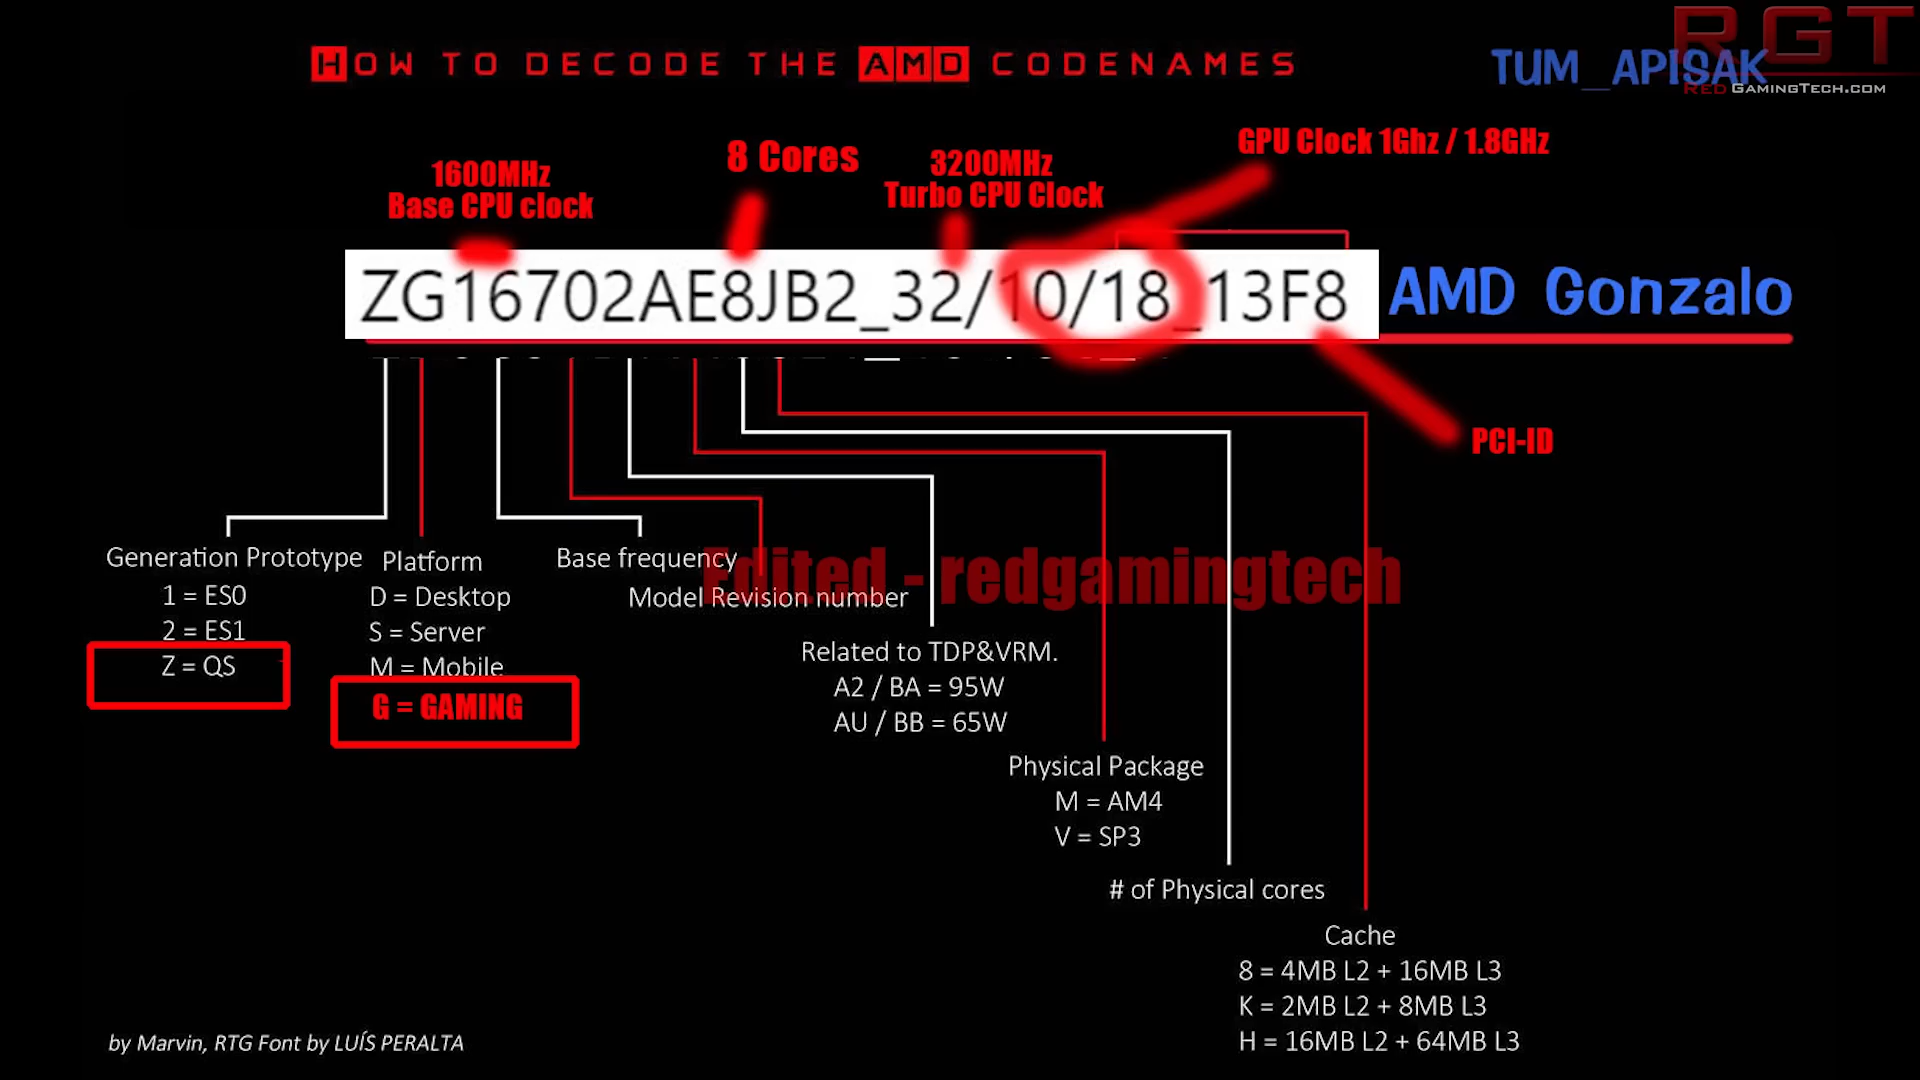 HOW TO DECODE THE AMD CODENAMES
TUM_APISAK
RGT
RED GAMINGTECH.COM
GPU Clock 1Ghz / 1.8GHz
8 Cores
3200MHz
Turbo CPU Clock
1600MHz
Base CPU clock
ZG16702AE8JB2_32/10/18_13F8
AMD Gonzalo
PCI-ID
Generation Prototype
1 = ES0
2 = ES1
Z = QS
Platform
D = Desktop
S = Server
M = Mobile
G = GAMING
Base frequency
Model Revision number
Edited - redgamingtech
Related to TDP&VRM.
A2 / BA = 95W
AU / BB = 65W
Physical Package
M = AM4
V = SP3
# of Physical cores
Cache
8 = 4MB L2 + 16MB L3
K = 2MB L2 + 8MB L3
H = 16MB L2 + 64MB L3
by Marvin, RTG Font by LUÍS PERALTA